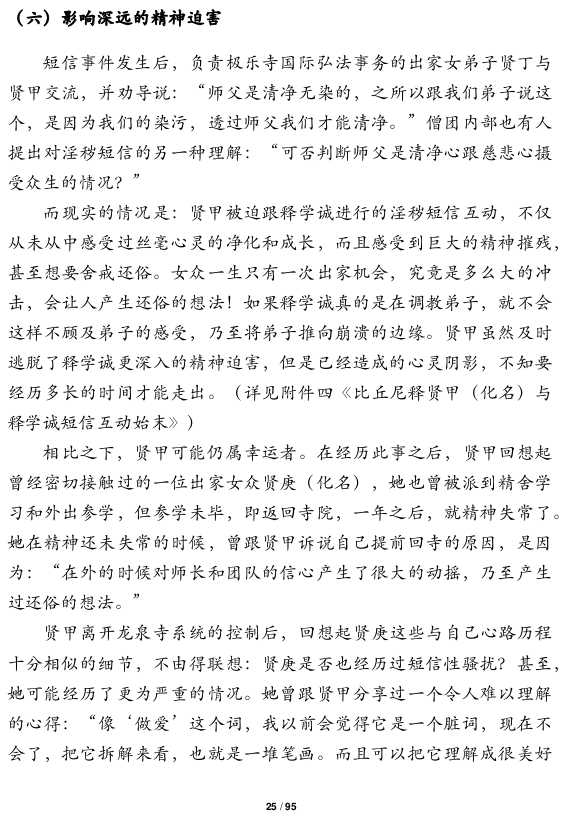 （六）影响深远的精神迫害
短信事件发生后，负责极乐寺国际弘法事务的出家女弟子贤丁与
贤甲交流，并劝导说：“师父是清净无染的，之所以跟我们弟子说这
个，是因为我们的染污，透过师父我们才能清净。”僧团内部也有人
提出对淫秽短信的另一种理解：“可否判断师父是清净心跟慈悲心摄
受众生的情况？”
而现实的情况是：贤甲被迫跟释学诚进行的淫秽短信互动，不仅
从未从中感受过丝毫心灵的净化和成长，而且感受到巨大的精神摧残，
甚至想要舍戒还俗。女众一生只有一次出家机会，究竟是多么大的冲
击，会让人产生还俗的想法！如果释学诚真的是在调教弟子，就不会
这样不顾及弟子的感受，乃至将弟子推向崩溃的边缘。贤甲虽然及时
逃脱了释学诚更深入的精神迫害，但是已经造成的心灵阴影，不知要
经历多长的时间才能走出。（详见附件四《比丘尼释贤甲（化名）与
释学诚短信互动始末》）
相比之下，贤甲可能仍属幸运者。在经历此事之后，贤甲回想起
曾经密切接触过的一位出家女众贤庚（化名），她也曾被派到精舍学
习和外出参学，但参学未毕，即返回寺院，一年之后，就精神失常了。
她在精神还未失常的时候，曾跟贤甲诉说自己提前回寺的原因，是因
为：“在外的时候对师长和团队的信心产生了很大的动摇，乃至产生
过还俗的想法。”
贤甲离开龙泉寺系统的控制后，回想起贤庚这些与自己心路历程
十分相似的细节，不由得联想：贤庚是否也经历过短信性骚扰？甚至，
她可能经历了更为严重的情况。她曾跟贤甲分享过一个令人难以理解
的心得：“像‘做爱’这个词，我以前会觉得它是一个脏词，现在不
会了，把它拆解来看，也就是一堆笔画。而且可以把它理解成很美好
25 / 95